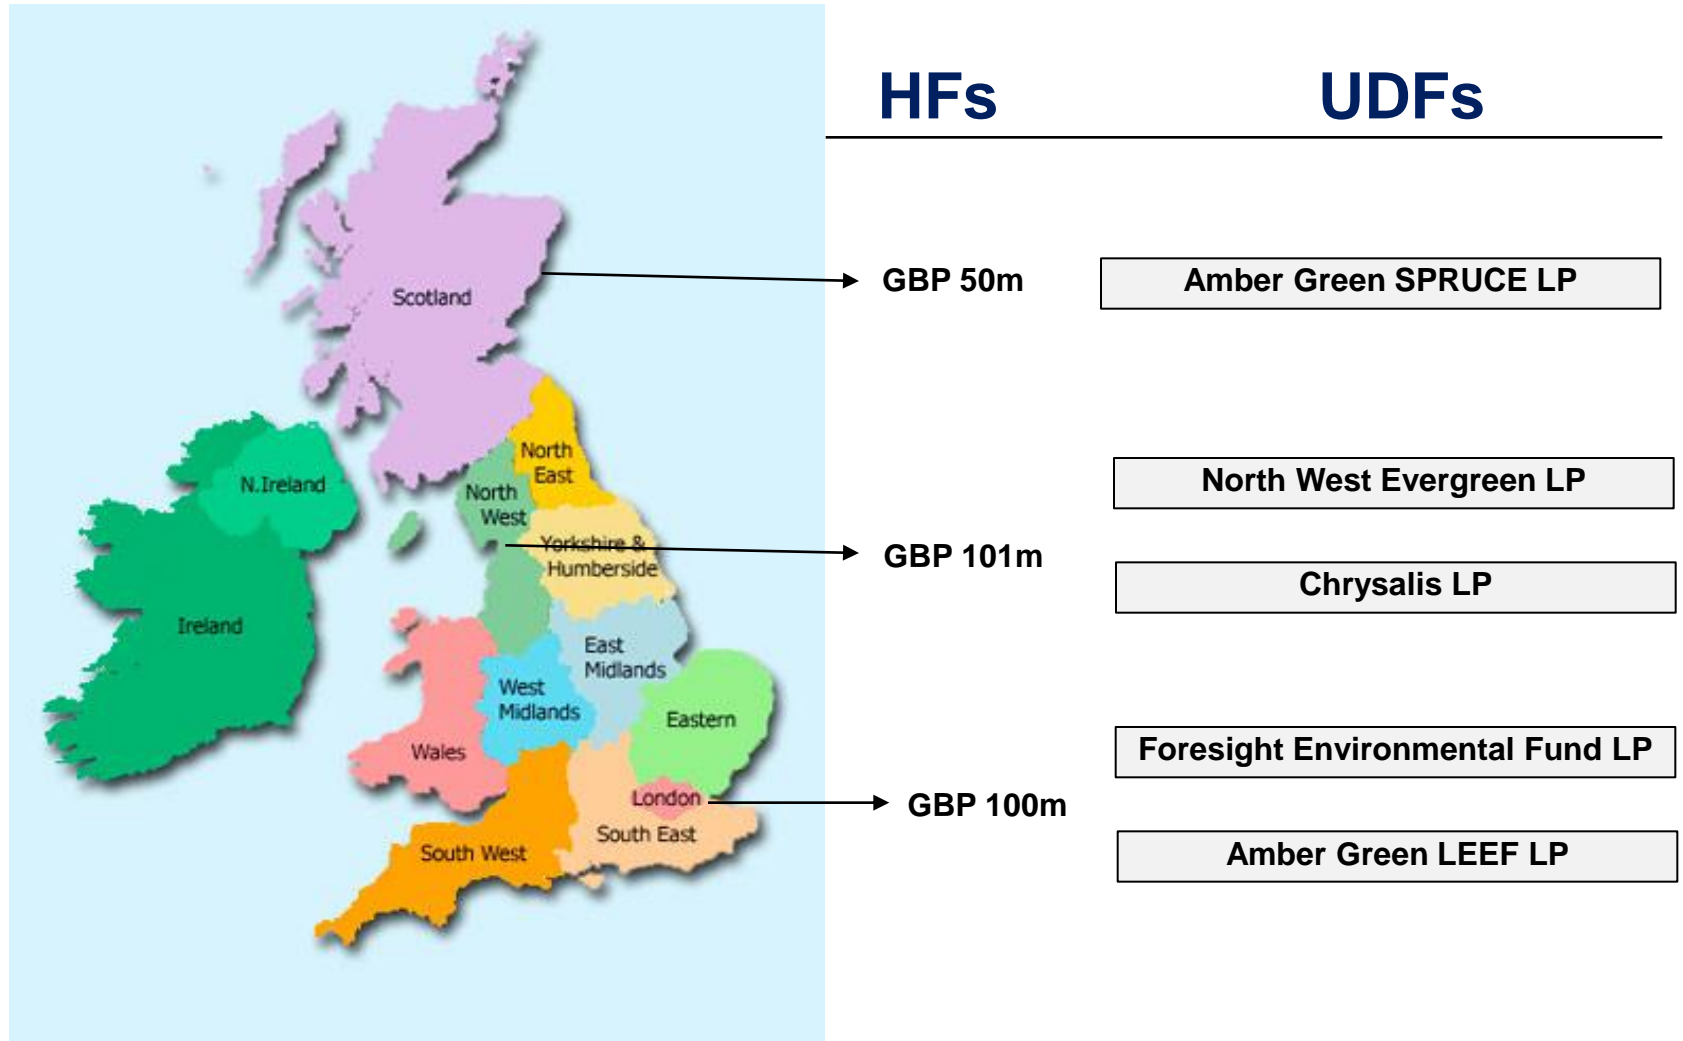 HFs UDFs
Scotland
GBP 50m
Amber Green SPRUCE LP
North
East
N.Ireland
North
West
North West Evergreen LP
Yorkshire &
Humberside
GBP 101m
Chrysalis LP
Ireland
East
Midlands
West
Midlands
Eastern
Wales
Foresight Environmental Fund LP
London
GBP 100m
South East
South West
Amber Green LEEF LP